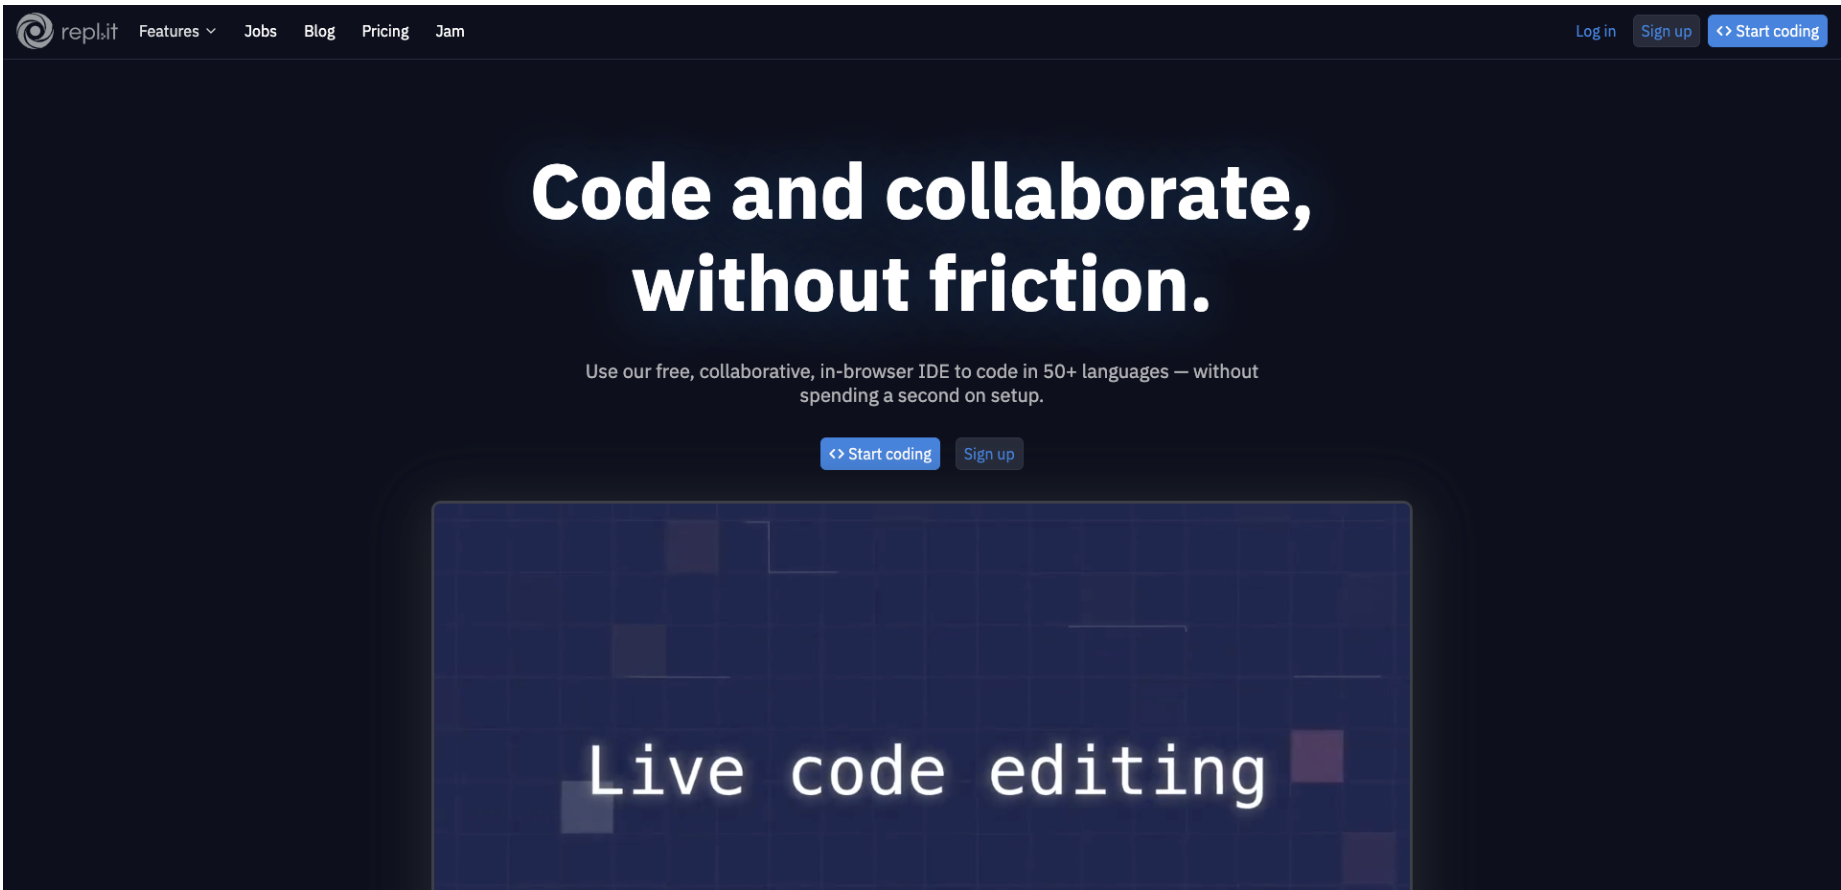 repl.it
Features
Jobs
Blog
Pricing
Jam
Log in
Sign up
<> Start coding
Code and collaborate,
without friction.
Use our free, collaborative, in-browser IDE to code in 50+ languages — without
spending a second on setup.
<> Start coding
Sign up
Live code editing